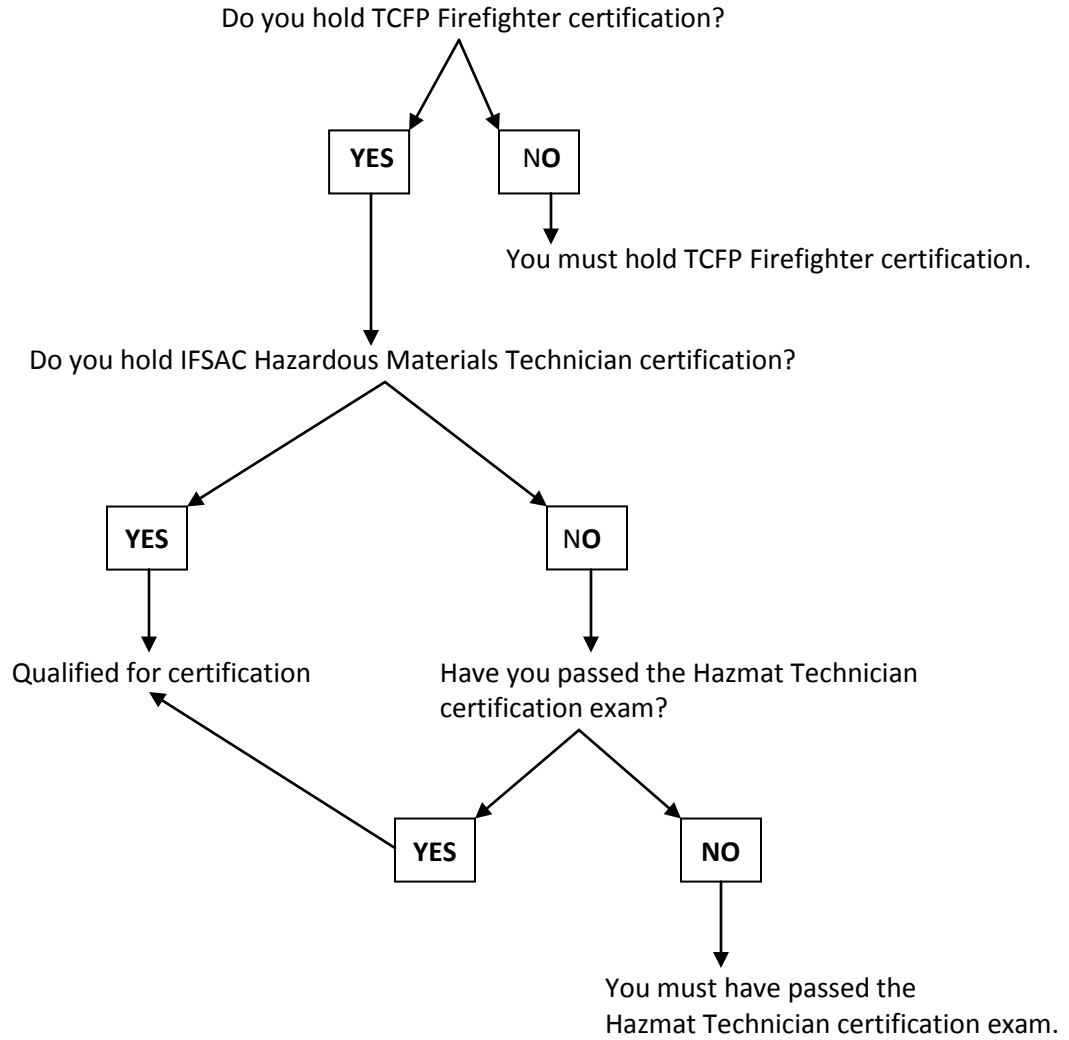 Do you hold TCFP Firefighter certification?
YES
NO
You must hold TCFP Firefighter certification.
Do you hold IFSAC Hazardous Materials Technician certification?
YES
NO
Qualified for certification
Have you passed the Hazmat Technician
certification exam?
YES
NO
You must have passed the
Hazmat Technician certification exam.